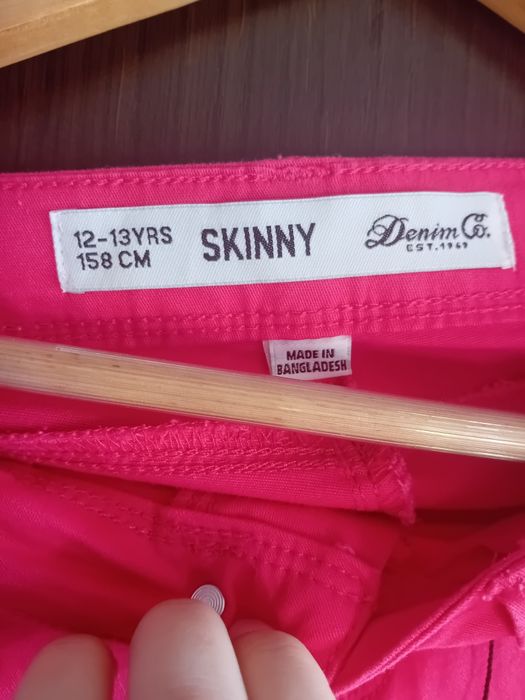 12-13YRS
158 CM
SKINNY
Denim Co.
EST.1969
MADE IN
BANGLADESH